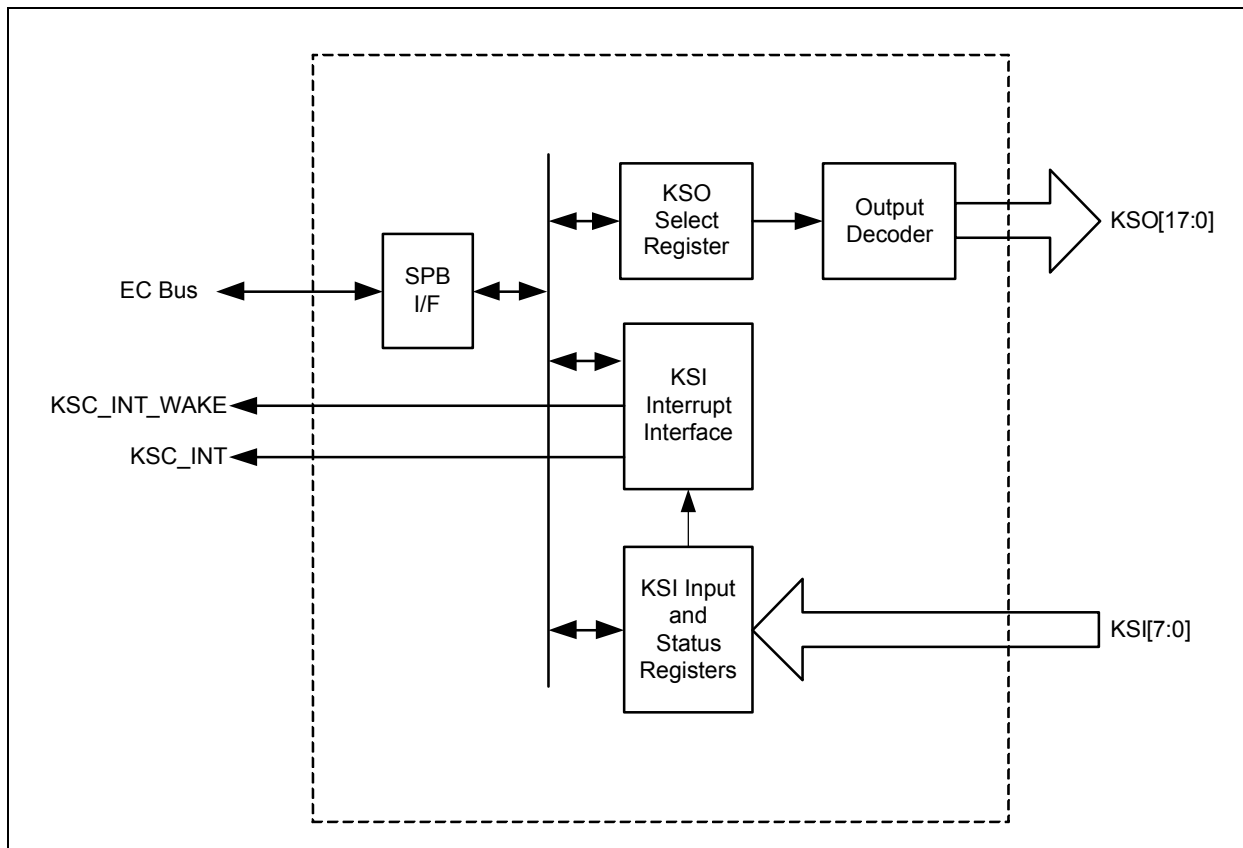 KSO
Select
Register
Output
Decoder
KSO[17:0]
EC Bus
SPB
I/F
KSI
Interrupt
Interface
KSC_INT_WAKE
KSC_INT
KSI Input
and
Status
Registers
KSI[7:0]